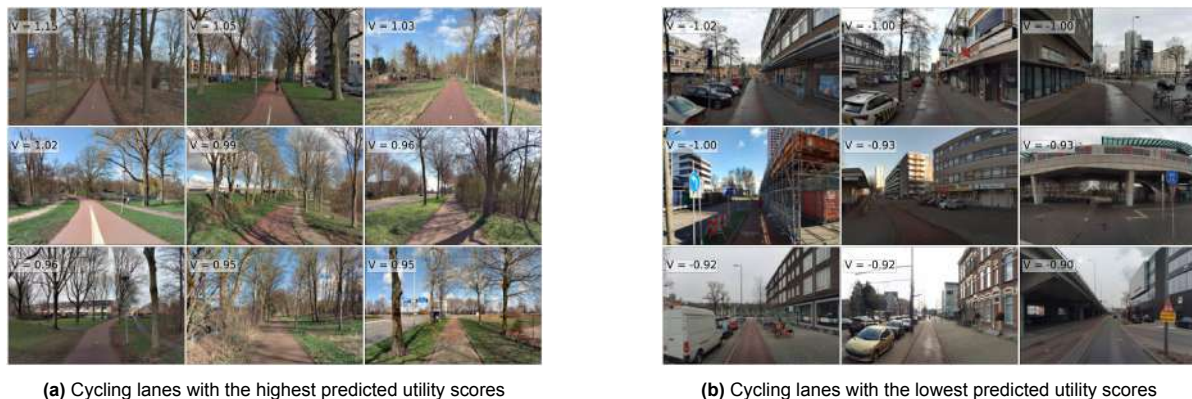 V = 1.15
V = 1.05
V = 1.03
V = 1.02
V = 0.99
V = 0.96
V = 0.96
V = 0.95
V = 0.95
(a) Cycling lanes with the highest predicted utility scores
V = -1.02
V = -1.00
V = -1.00
V = -1.00
V = -0.93
V = -0.93
V = -0.92
V = -0.92
V = -0.90
(b) Cycling lanes with the lowest predicted utility scores